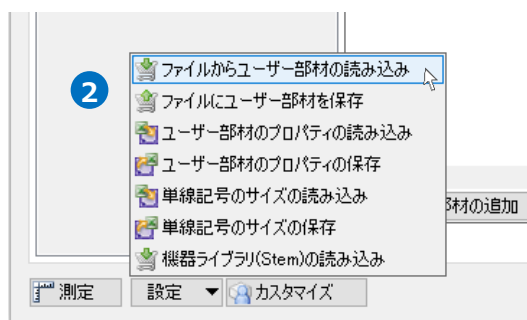 2
ファイルからユーザー部材の読み込み
ファイルにユーザー部材を保存
ユーザー部材のプロパティの読み込み
ユーザー部材のプロパティの保存
単線記号のサイズの読み込み
単線記号のサイズの保存
機器ライブラリ(Stem)の読み込み
部材の追加
測定 設定 ▼ カスタマイズ